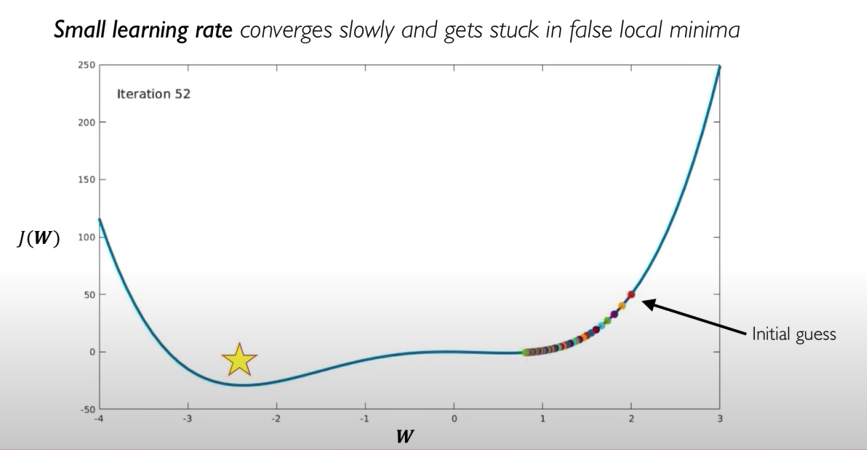 Small learning rate converges slowly and gets stuck in false local minima
250
Iteration 52
200
150
J(W)
100
50
Initial guess
0
-50
-4 -3 -2 -1 0 1 2 3
W